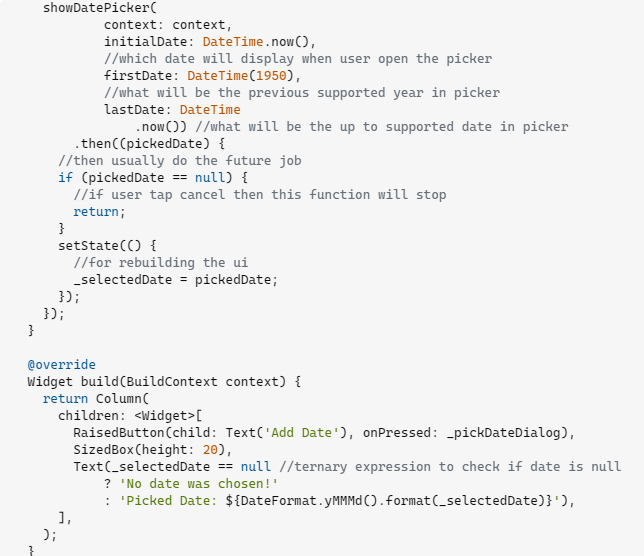 showDatePicker(
context: context,
initialDate: DateTime.now(),
//which date will display when user open the picker
firstDate: DateTime(1950),
//what will be the previous supported year in picker
lastDate: DateTime
.now()) //what will be the up to supported date in picker
.then((pickedDate) {
//then usually do the future job
if (pickedDate == null) {
//if user tap cancel then this function will stop
return;
}
setState(() {
//for rebuilding the ui
_selectedDate = pickedDate;
});
});
}
@override
Widget build(BuildContext context) {
return Column(
children: <Widget>[
RaisedButton(child: Text('Add Date'), onPressed: _pickDateDialog),
SizedBox(height: 20),
Text(_selectedDate == null //ternary expression to check if date is null
? 'No date was chosen!'
: 'Picked Date: ${DateFormat.yMMMd().format(_selectedDate)}'),
],
);
}